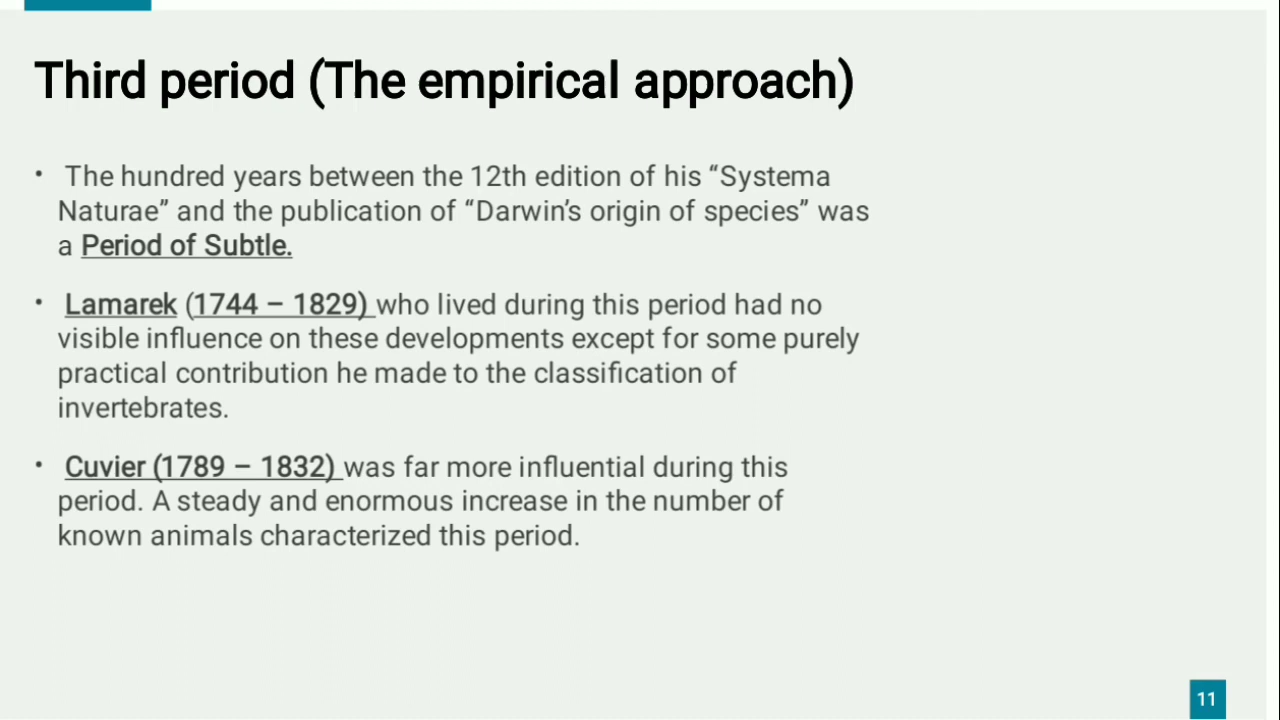 Third period (The empirical approach)
• The hundred years between the 12th edition of his “Systema
Naturae” and the publication of “Darwin’s origin of species” was
a Period of Subtle.
• Lamarek (1744 – 1829) who lived during this period had no
visible influence on these developments except for some purely
practical contribution he made to the classification of
invertebrates.
• Cuvier (1789 – 1832) was far more influential during this
period. A steady and enormous increase in the number of
known animals characterized this period.
11